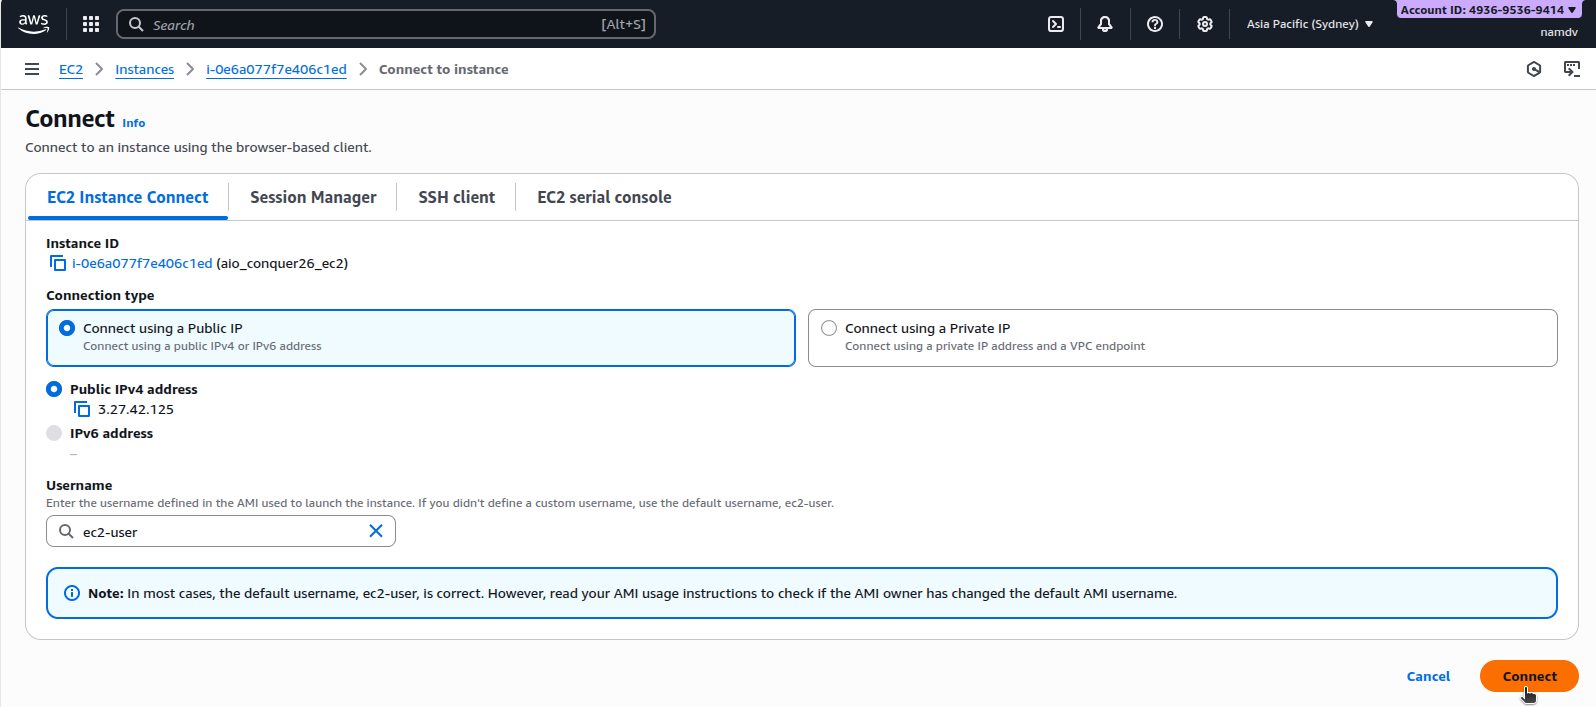 aws
Search [Alt+S]
Asia Pacific (Sydney)
Account ID: 4936-9536-9414
namdv
EC2 > Instances > i-0e6a077f7e406c1ed > Connect to instance
Connect Info
Connect to an instance using the browser-based client.
EC2 Instance Connect Session Manager SSH client EC2 serial console
Instance ID
i-0e6a077f7e406c1ed (aio_conquer26_ec2)
Connection type
Connect using a Public IP
Connect using a public IPv4 or IPv6 address
Connect using a Private IP
Connect using a private IP address and a VPC endpoint
Public IPv4 address
3.27.42.125
IPv6 address
–
Username
Enter the username defined in the AMI used to launch the instance. If you didn't define a custom username, use the default username, ec2-user.
ec2-user
Note: In most cases, the default username, ec2-user, is correct. However, read your AMI usage instructions to check if the AMI owner has changed the default AMI username.
Cancel Connect